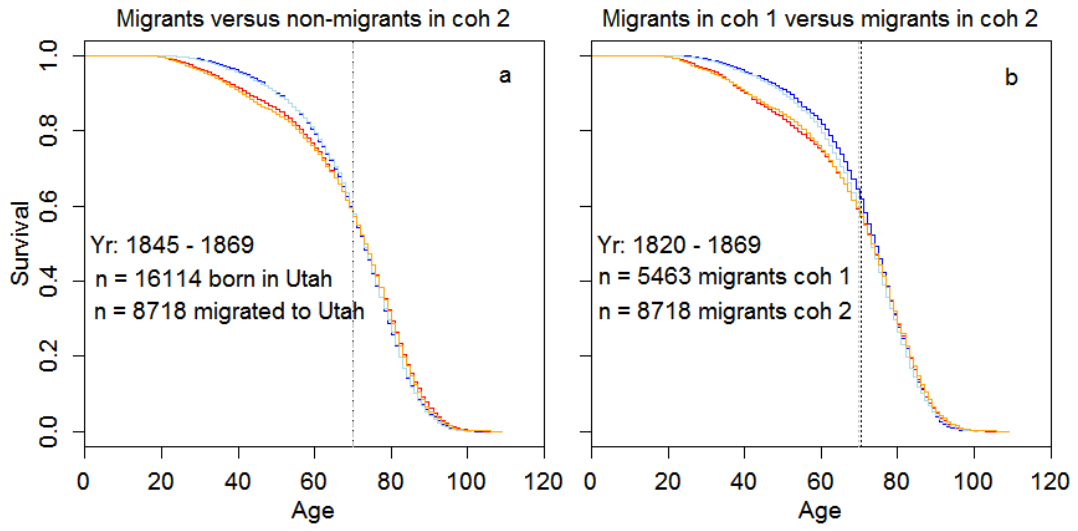 Migrants versus non-migrants in coh 2
Migrants in coh 1 versus migrants in coh 2
Survival
1.0
0.8
0.6
0.4
0.2
0.0
a
Yr: 1845 - 1869
n = 16114 born in Utah
n = 8718 migrated to Utah
0 20 40 60 80 100 120
Age
b
Yr: 1820 - 1869
n = 5463 migrants coh 1
n = 8718 migrants coh 2
0 20 40 60 80 100 120
Age